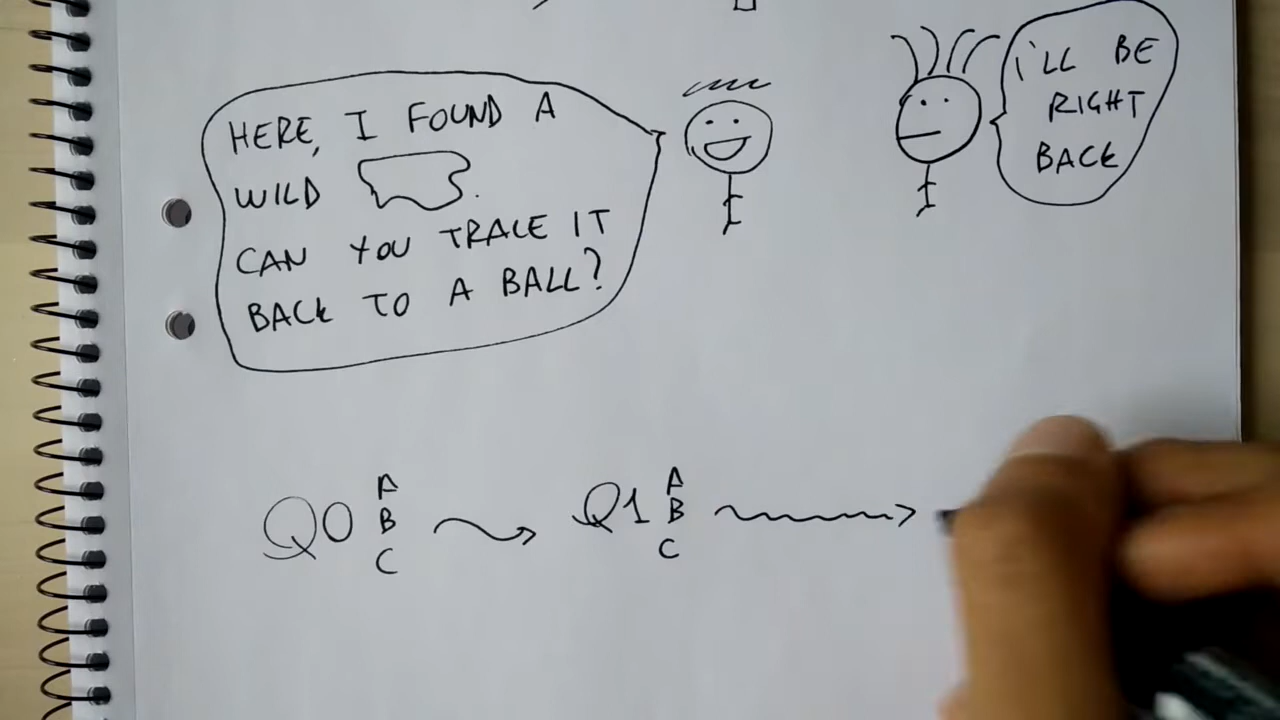 HERE, I FOUND A
WILD .
CAN YOU TRACE IT
BACK TO A BALL?
I'LL BE
RIGHT
BACK
Q0 A B C
Q1 A B C